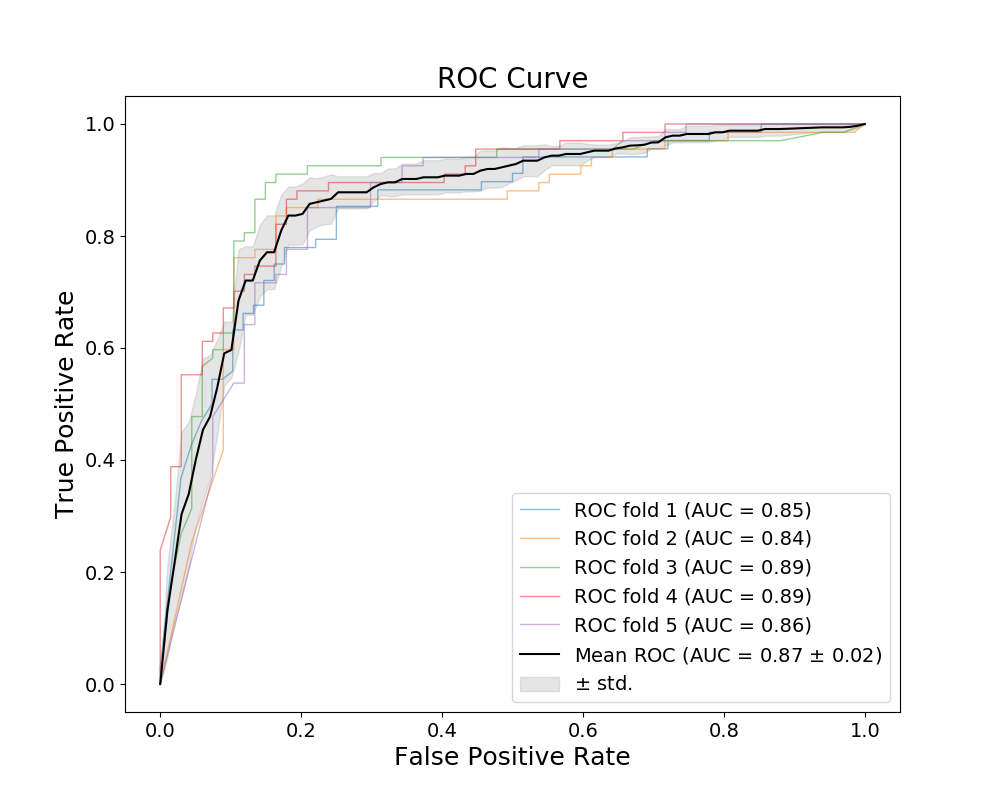 ROC Curve
1.0
0.8
0.6
0.4
0.2
0.0
True Positive Rate
ROC fold 1 (AUC = 0.85)
ROC fold 2 (AUC = 0.84)
ROC fold 3 (AUC = 0.89)
ROC fold 4 (AUC = 0.89)
ROC fold 5 (AUC = 0.86)
Mean ROC (AUC = 0.87 ± 0.02)
± std.
0.0 0.2 0.4 0.6 0.8 1.0
False Positive Rate